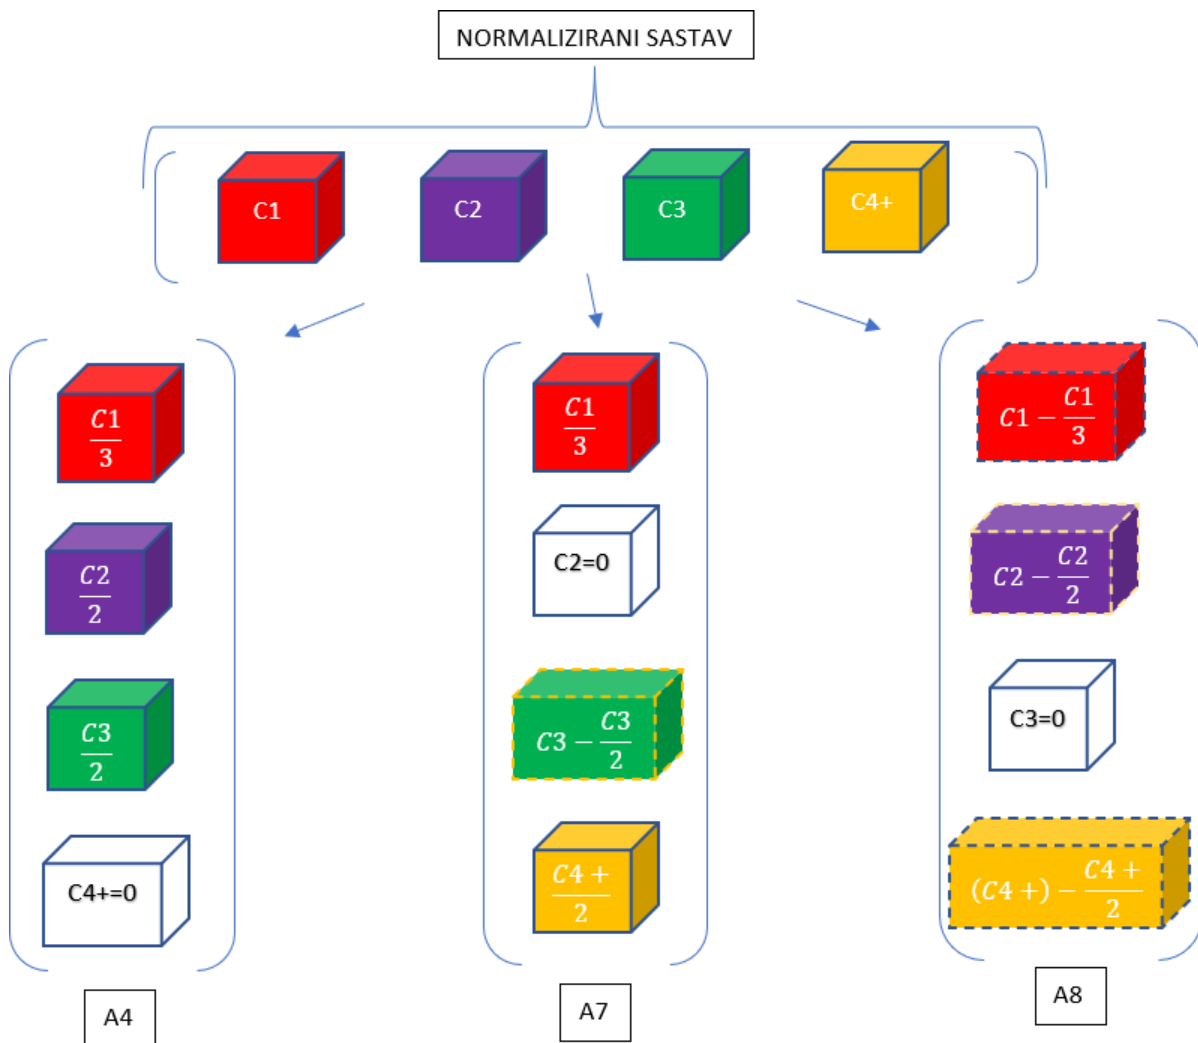 NORMALIZIRANI SASTAV
C1
C2
C3
C4+
C1/3
C2/2
C3/2
C4+=0
A4
C1/3
C2=0
C3 − C3/2
C4 +/2
A7
C1 − C1/3
C2 − C2/2
C3=0
(C4 +) − C4 +/2
A8